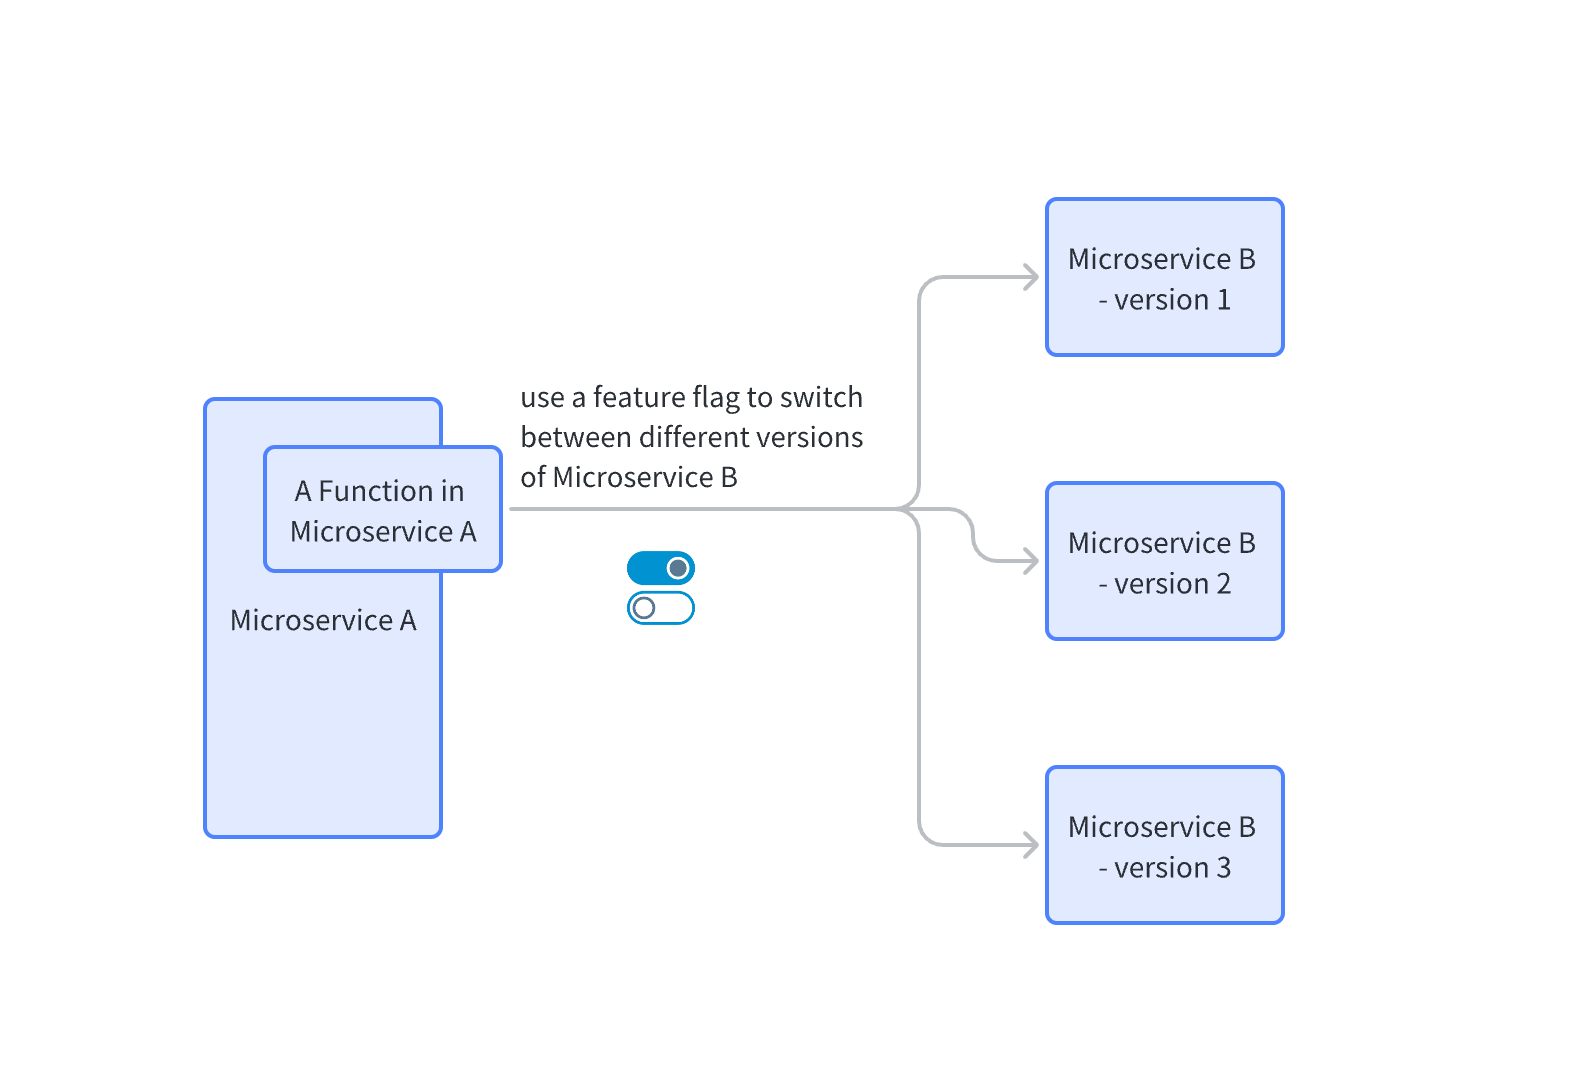 A Function in
Microservice A
Microservice A
use a feature flag to switch
between different versions
of Microservice B
Microservice B
- version 1
Microservice B
- version 2
Microservice B
- version 3